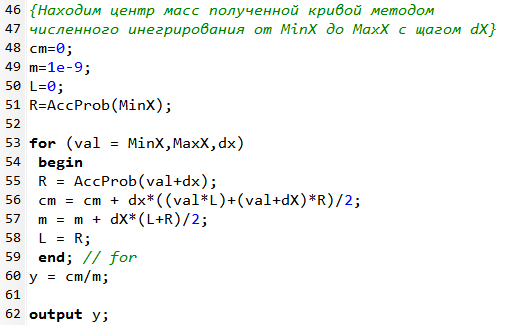 46 {Находим центр масс полученной кривой методом
47 численного инегрирования от MinX до MaxX с щагом dX}
48 cm=0;
49 m=1e-9;
50 L=0;
51 R=AccProb(MinX);
52
53 for (val = MinX,MaxX,dx)
54 begin
55 R = AccProb(val+dx);
56 cm = cm + dx*((val*L)+(val+dX)*R)/2;
57 m = m + dX*(L+R)/2;
58 L = R;
59 end; // for
60 y = cm/m;
61
62 output y;